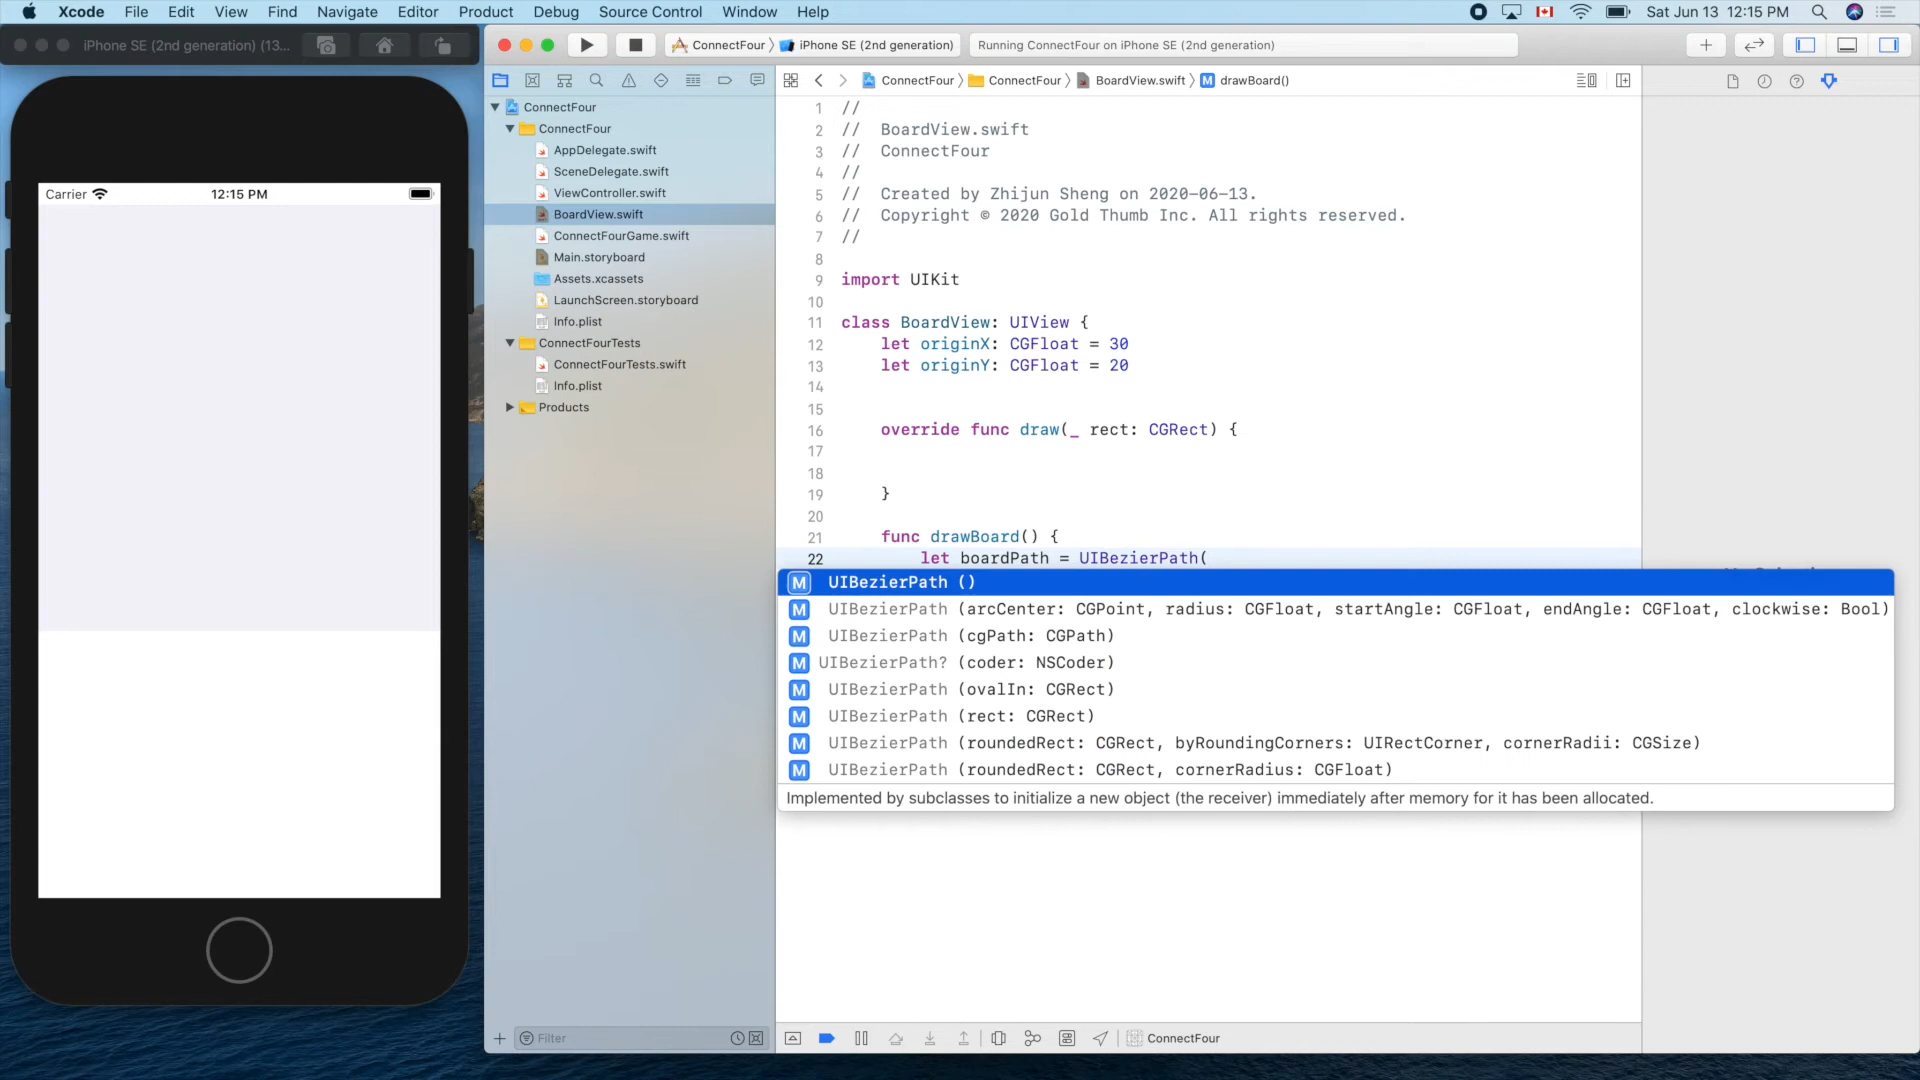 Xcode File Edit View Find Navigate Editor Product Debug Source Control Window Help Sat Jun 13 12:15 PM
iPhone SE (2nd generation) (13...
ConnectFour iPhone SE (2nd generation) Running ConnectFour on iPhone SE (2nd generation)
Carrier 12:15 PM
ConnectFour
ConnectFour
AppDelegate.swift
SceneDelegate.swift
ViewController.swift
BoardView.swift
ConnectFourGame.swift
Main.storyboard
Assets.xcassets
LaunchScreen.storyboard
Info.plist
ConnectFourTests
ConnectFourTests.swift
Info.plist
Products
Filter
ConnectFour ConnectFour BoardView.swift M drawBoard()
1 //
2 // BoardView.swift
3 // ConnectFour
4 //
5 // Created by Zhijun Sheng on 2020-06-13.
6 // Copyright © 2020 Gold Thumb Inc. All rights reserved.
7 //
8
9 import UIKit
10
11 class BoardView: UIView {
12 let originX: CGFloat = 30
13 let originY: CGFloat = 20
14
15
16 override func draw(_ rect: CGRect) {
17
18
19 }
20
21 func drawBoard() {
22 let boardPath = UIBezierPath(
M UIBezierPath ()
M UIBezierPath (arcCenter: CGPoint, radius: CGFloat, startAngle: CGFloat, endAngle: CGFloat, clockwise: Bool)
M UIBezierPath (cgPath: CGPath)
M UIBezierPath? (coder: NSCoder)
M UIBezierPath (ovalIn: CGRect)
M UIBezierPath (rect: CGRect)
M UIBezierPath (roundedRect: CGRect, byRoundingCorners: UIRectCorner, cornerRadii: CGSize)
M UIBezierPath (roundedRect: CGRect, cornerRadius: CGFloat)
Implemented by subclasses to initialize a new object (the receiver) immediately after memory for it has been allocated.
ConnectFour